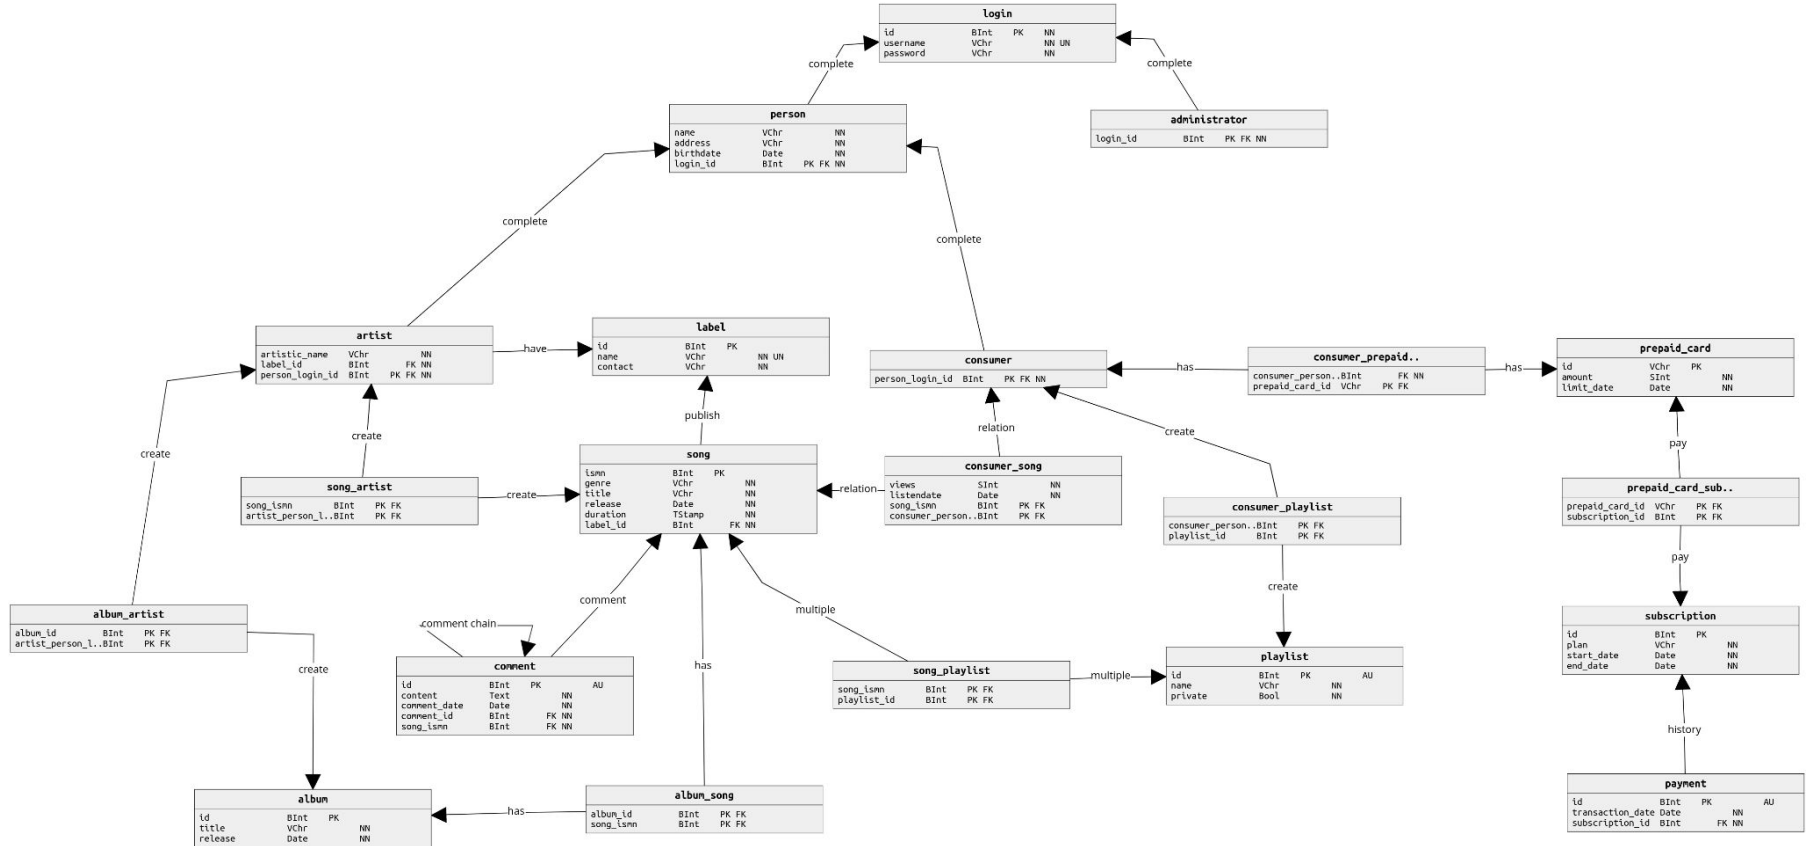 login
id BInt PK NN
username VChr NN UN
password VChr NN
complete
complete
person
name VChr NN
address VChr NN
birthdate Date NN
login_id BInt PK FK NN
administrator
login_id BInt PK FK NN
complete
complete
artist
artistic_name VChr NN
label_id BInt FK NN
person_login_id BInt PK FK NN
have
label
id BInt PK
name VChr NN UN
contact VChr NN
consumer
person_login_id BInt PK FK NN
has
consumer_prepaid..
consumer_person..BInt FK NN
prepaid_card_id VChr PK FK
has
prepaid_card
id VChr PK
amount SInt NN
limit_date Date NN
publish
create
create
relation
create
pay
song_artist
song_ismn BInt PK FK
artist_person_l..BInt PK FK
create
song
ismn BInt PK
genre VChr NN
title VChr NN
release Date NN
duration TStamp NN
label_id BInt FK NN
relation
consumer_song
views SInt NN
listendate Date NN
song_ismn BInt PK FK
consumer_person..BInt PK FK
consumer_playlist
consumer_person..BInt PK FK
playlist_id BInt PK FK
prepaid_card_sub..
prepaid_card_id VChr PK FK
subscription_id BInt PK FK
pay
create
comment
multiple
album_artist
album_id BInt PK FK
artist_person_l..BInt PK FK
create
comment chain
comment
id BInt PK AU
content Text NN
comment_date Date NN
comment_id BInt FK NN
song_ismn BInt FK NN
has
song_playlist
song_ismn BInt PK FK
playlist_id BInt PK FK
multiple
playlist
id BInt PK AU
name VChr NN
private Bool NN
subscription
id BInt PK
plan VChr NN
start_date Date NN
end_date Date NN
history
album
id BInt PK
title VChr NN
release Date NN
has
album_song
album_id BInt PK FK
song_ismn BInt PK FK
payment
id BInt PK AU
transaction_date Date NN
subscription_id BInt FK NN